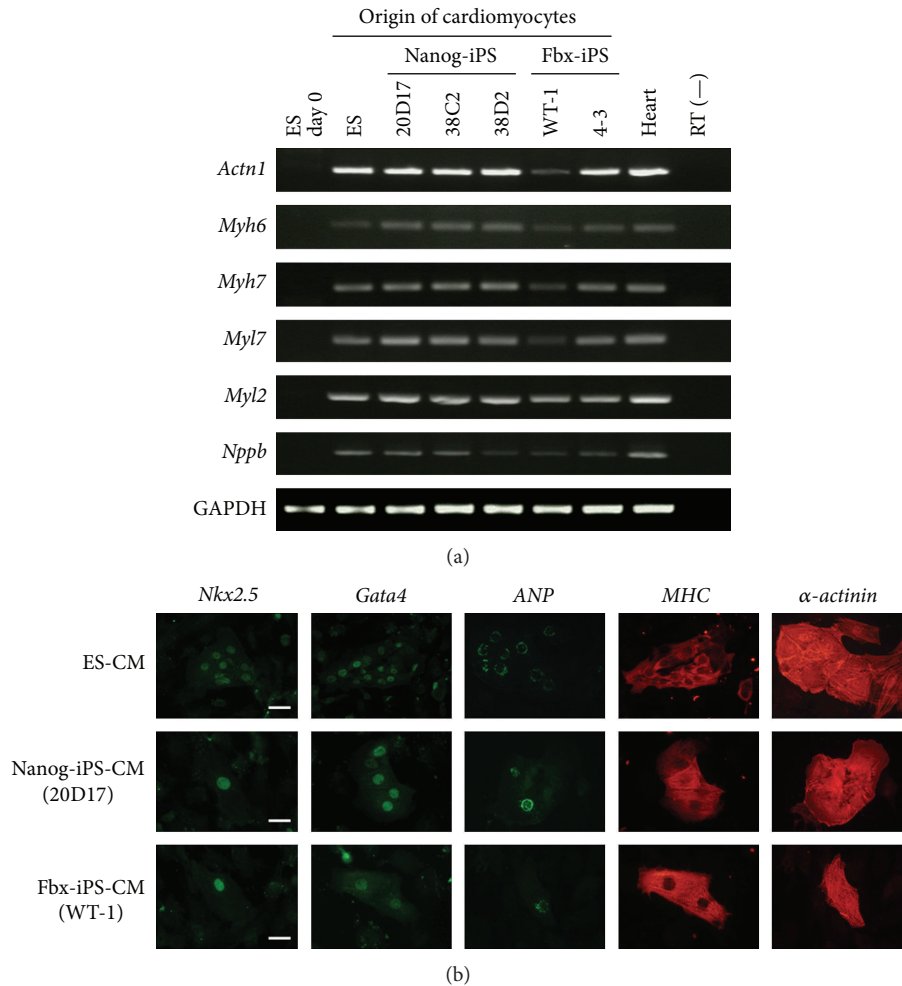 (a)
Origin of cardiomyocytes
Nanog-iPS
Fbx-iPS
ES day 0
ES
20D17
38C2
38D2
WT-1
4-3
Heart
RT (—)
Actn1
Myh6
Myh7
Myl7
Myl2
Nppb
GAPDH
(b)
Nkx2.5
Gata4
ANP
MHC
α-actinin
ES-CM
Nanog-iPS-CM
(20D17)
Fbx-iPS-CM
(WT-1)